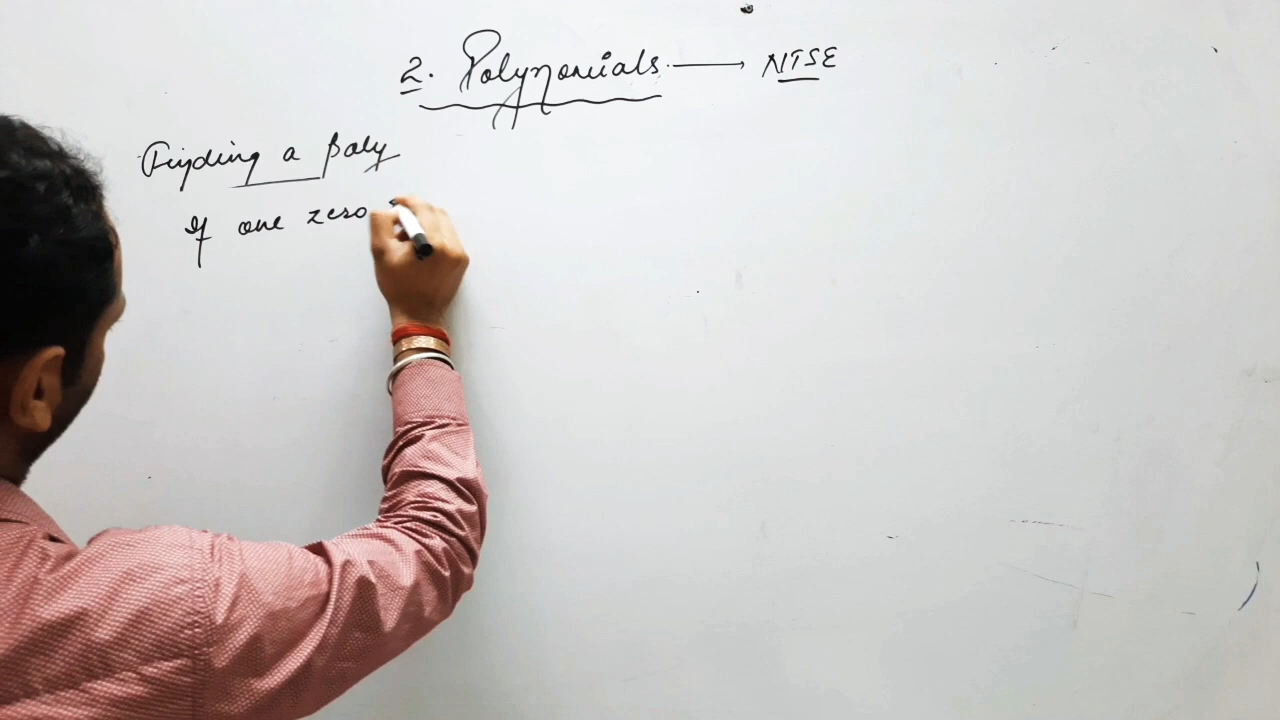 2. Polynomials → NTSE
Finding a Poly
If one zero